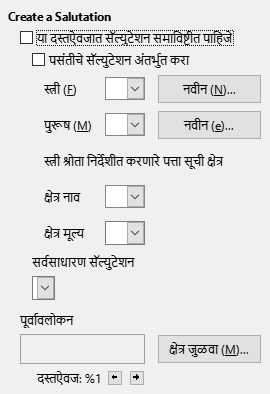 Create a Salutation
या दस्तऐवजात सॅल्युटेशन समाविष्टीत पाहिजे
पसंतीचे सॅल्युटेशन अंतर्भुत करा
स्त्री (F)
नवीन (N)...
पुरूष (M)
नवीन (e)...
स्त्री श्रोता निर्देशीत करणारे पत्ता सूची क्षेत्र
क्षेत्र नाव
क्षेत्र मूल्य
सर्वसाधारण सॅल्युटेशन
पूर्वावलोकन
क्षेत्र जुळवा (M)...
दस्तऐवज: %1